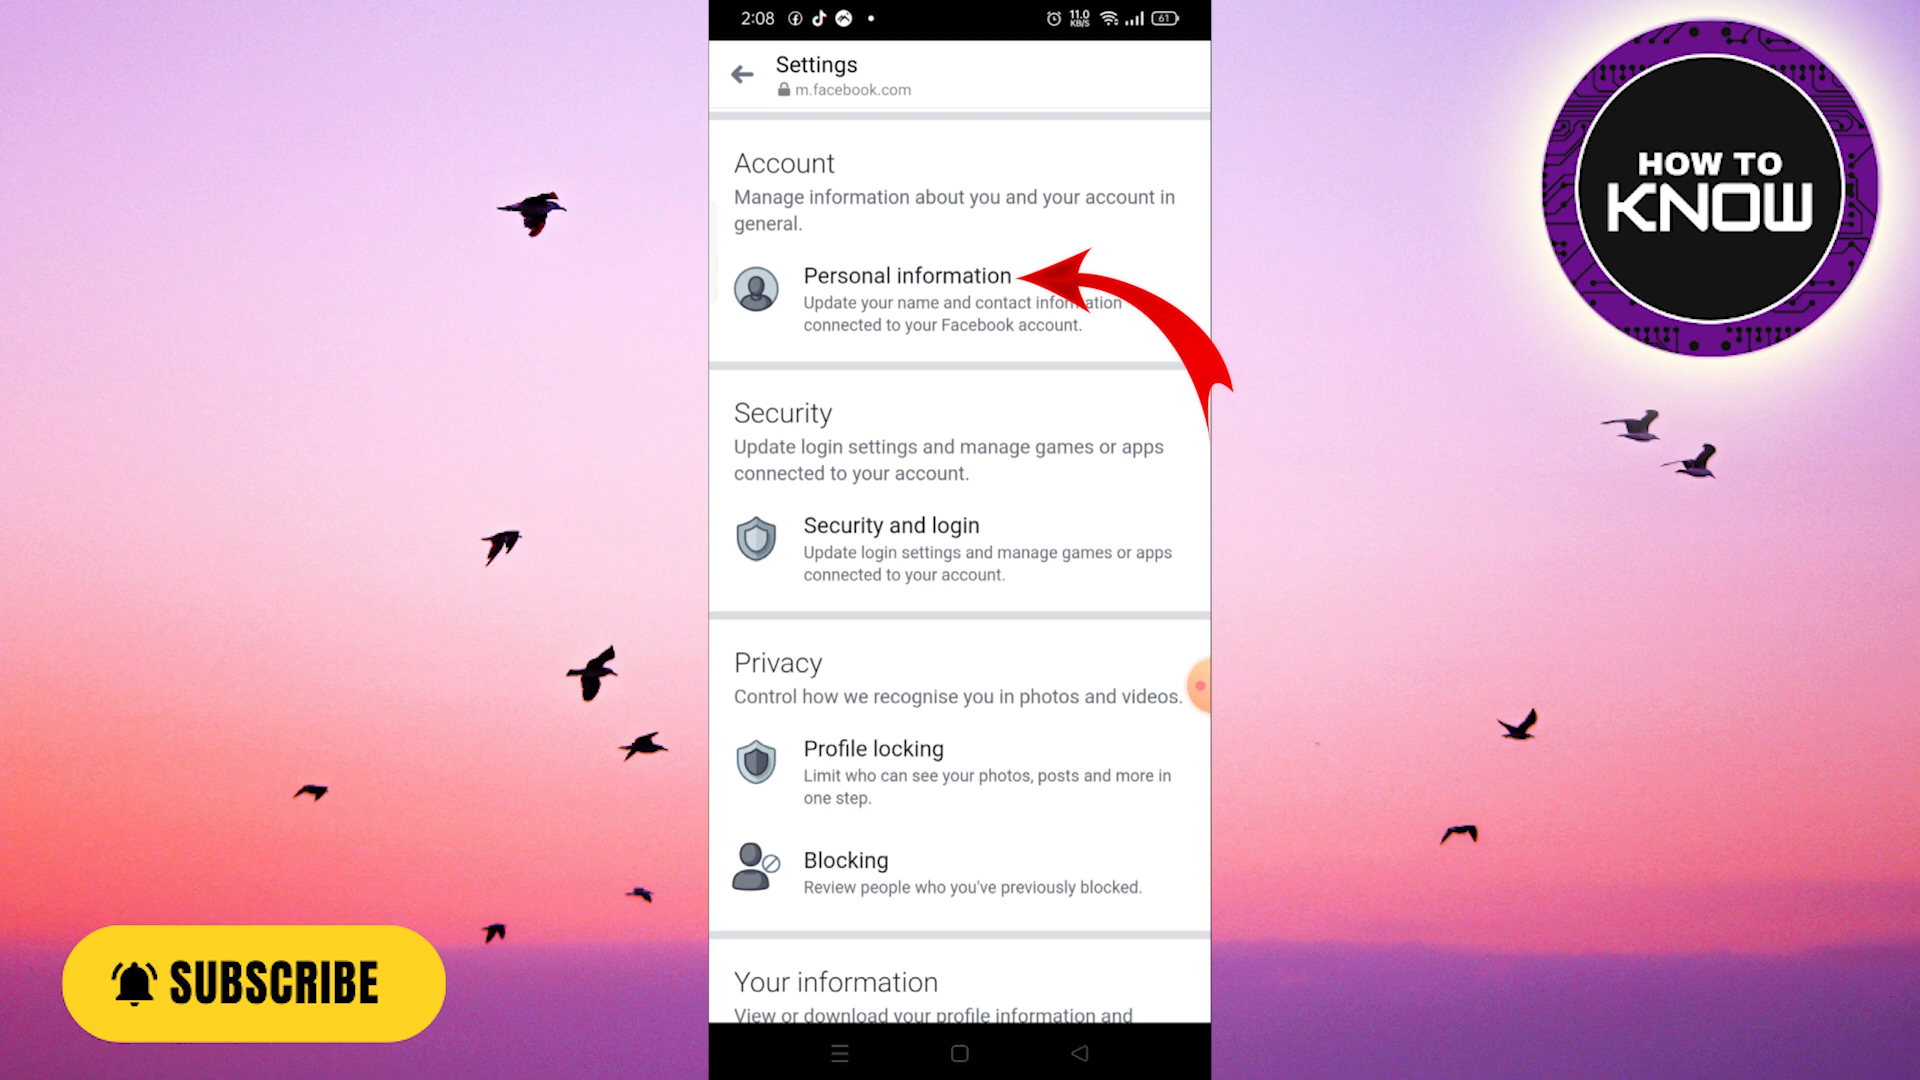 2:08
11.0
KB/S
61
Settings
m.facebook.com
Account
Manage information about you and your account in
general.
Personal information
Update your name and contact information
connected to your Facebook account.
Security
Update login settings and manage games or apps
connected to your account.
Security and login
Update login settings and manage games or apps
connected to your account.
Privacy
Control how we recognise you in photos and videos.
Profile locking
Limit who can see your photos, posts and more in
one step.
Blocking
Review people who you've previously blocked.
Your information
View or download your profile information and
HOW TO
KNOW
SUBSCRIBE